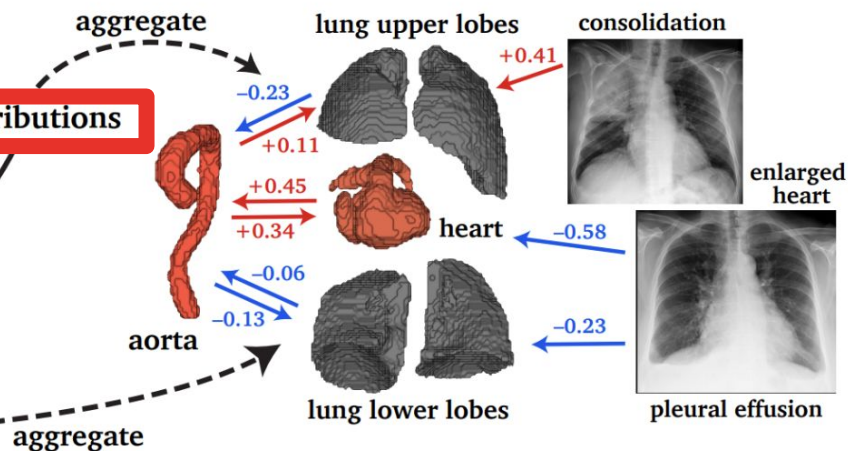 aggregate
ributions
lung upper lobes
consolidation
+0.41
–0.23
+0.11
+0.45
+0.34
heart
enlarged
heart
–0.58
–0.06
–0.13
–0.23
aorta
lung lower lobes
pleural effusion
aggregate